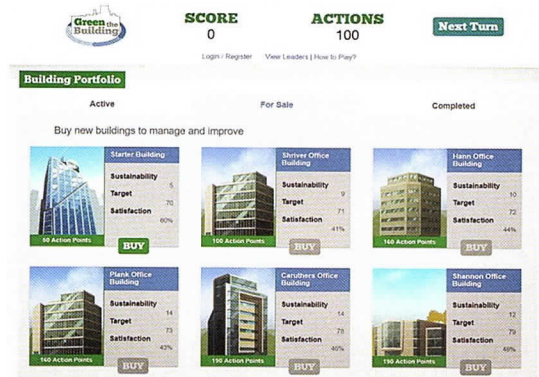 Green the
Building
SCORE
0
ACTIONS
100
Next Turn
Login / Register
View Leaders | How to Play?
Building Portfolio
Active
For Sale
Completed
Buy new buildings to manage and improve
Starter Building
Sustainability
5
Target
70
Satisfaction
60%
50 Action Points
BUY
Shriver Office
Building
Sustainability
9
Target
71
Satisfaction
41%
100 Action Points
BUY
Hann Office
Building
Sustainability
10
Target
72
Satisfaction
44%
160 Action Points
BUY
Plank Office
Building
Sustainability
14
Target
73
Satisfaction
43%
160 Action Points
BUY
Caruthers Office
Building
Sustainability
14
Target
78
Satisfaction
46%
190 Action Points
BUY
Shannon Office
Building
Sustainability
12
Target
79
Satisfaction
48%
190 Action Points
BUY